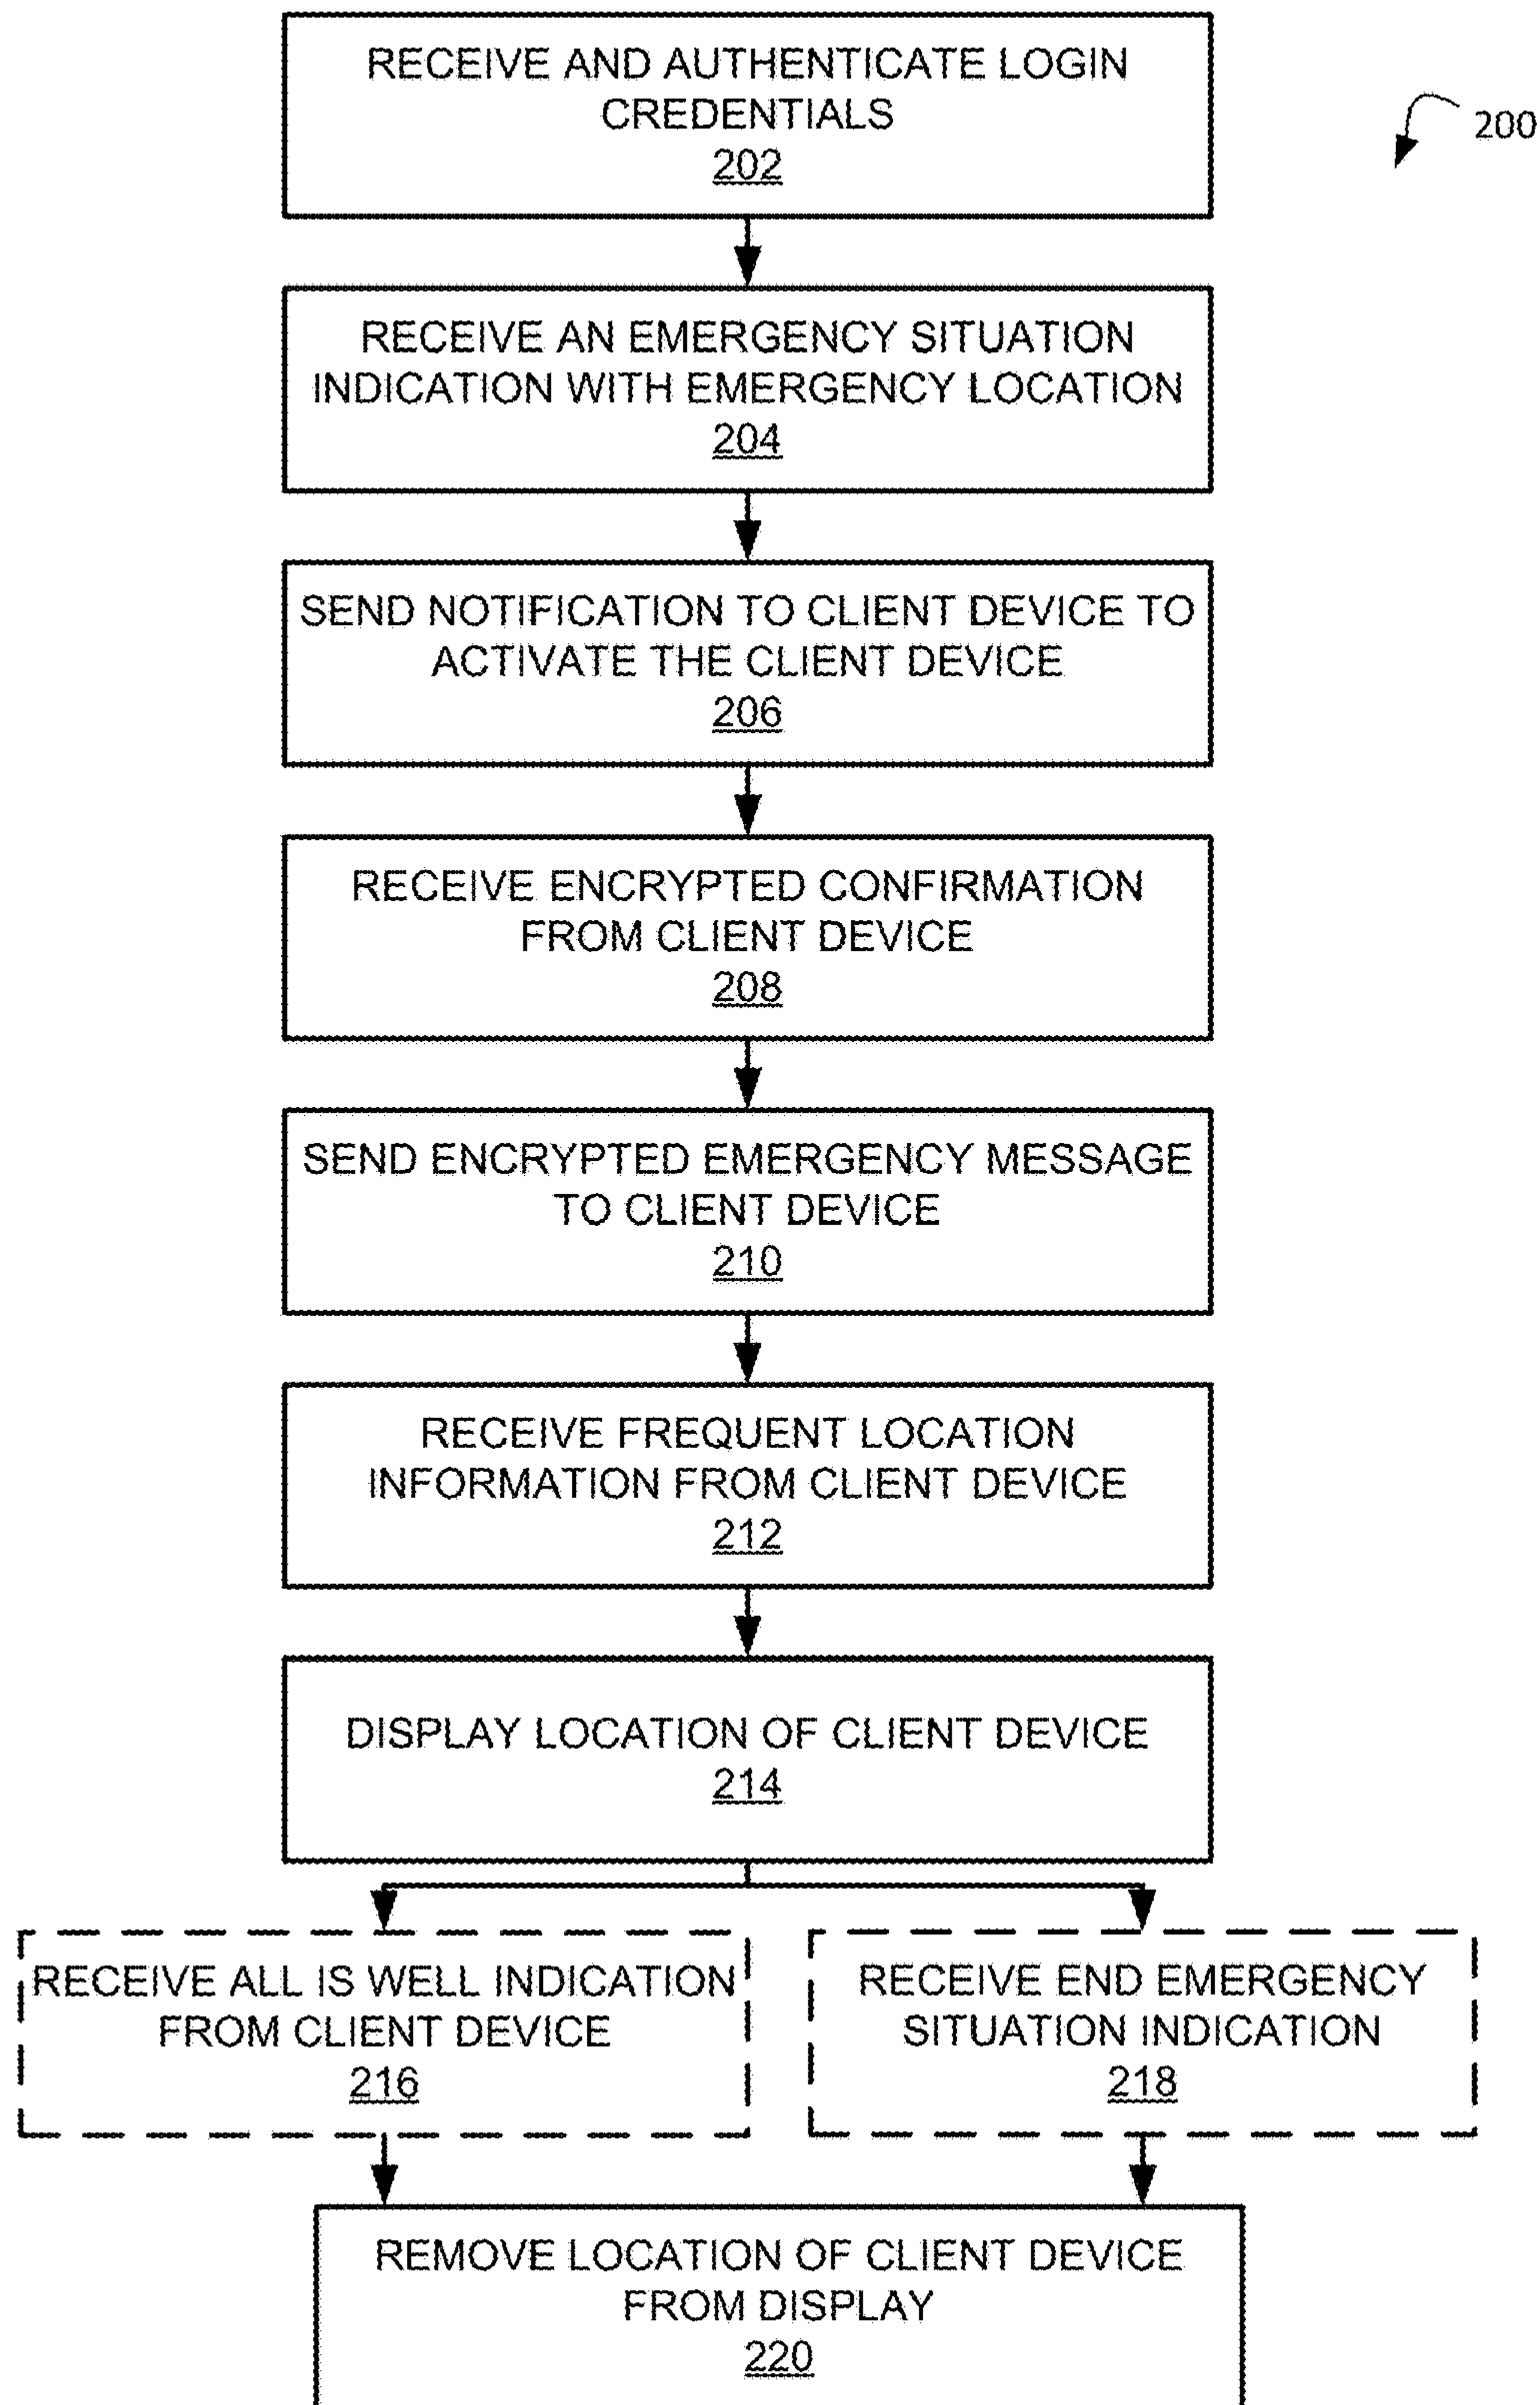 RECEIVE AND AUTHENTICATE LOGIN
CREDENTIALS
202
200
RECEIVE AN EMERGENCY SITUATION
INDICATION WITH EMERGENCY LOCATION
204
SEND NOTIFICATION TO CLIENT DEVICE TO
ACTIVATE THE CLIENT DEVICE
206
RECEIVE ENCRYPTED CONFIRMATION
FROM CLIENT DEVICE
208
SEND ENCRYPTED EMERGENCY MESSAGE
TO CLIENT DEVICE
210
RECEIVE FREQUENT LOCATION
INFORMATION FROM CLIENT DEVICE
212
DISPLAY LOCATION OF CLIENT DEVICE
214
RECEIVE ALL IS WELL INDICATION
FROM CLIENT DEVICE
216
RECEIVE END EMERGENCY
SITUATION INDICATION
218
REMOVE LOCATION OF CLIENT DEVICE
FROM DISPLAY
220